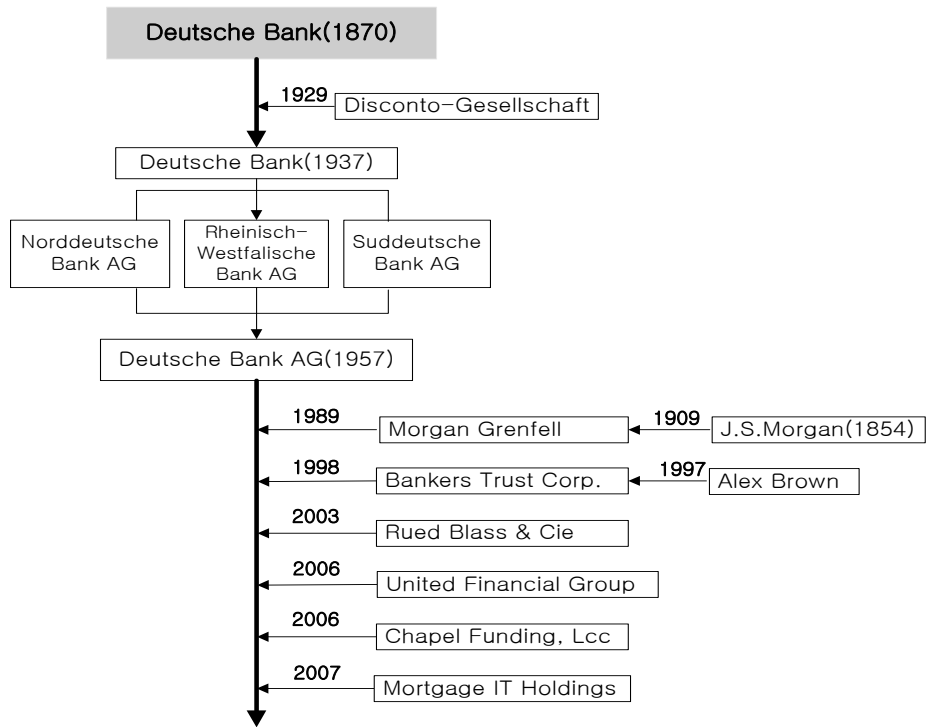 Deutsche Bank(1870)
1929
Disconto-Gesellschaft
Deutsche Bank(1937)
Norddeutsche
Bank AG
Rheinisch-
Westfalische
Bank AG
Suddeutsche
Bank AG
Deutsche Bank AG(1957)
1989
Morgan Grenfell
1909
J.S.Morgan(1854)
1998
Bankers Trust Corp.
1997
Alex Brown
2003
Rued Blass & Cie
2006
United Financial Group
2006
Chapel Funding, Lcc
2007
Mortgage IT Holdings